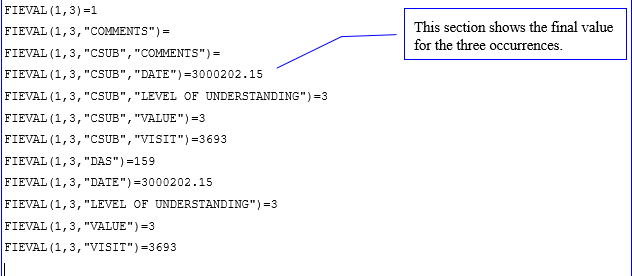 FIEVAL(1,3)=1
FIEVAL(1,3,"COMMENTS")=
FIEVAL(1,3,"CSUB","COMMENTS")=
FIEVAL(1,3,"CSUB","DATE")=3000202.15
FIEVAL(1,3,"CSUB","LEVEL OF UNDERSTANDING")=3
FIEVAL(1,3,"CSUB","VALUE")=3
FIEVAL(1,3,"CSUB","VISIT")=3693
FIEVAL(1,3,"DAS")=159
FIEVAL(1,3,"DATE")=3000202.15
FIEVAL(1,3,"LEVEL OF UNDERSTANDING")=3
FIEVAL(1,3,"VALUE")=3
FIEVAL(1,3,"VISIT")=3693
This section shows the final value
for the three occurrences.